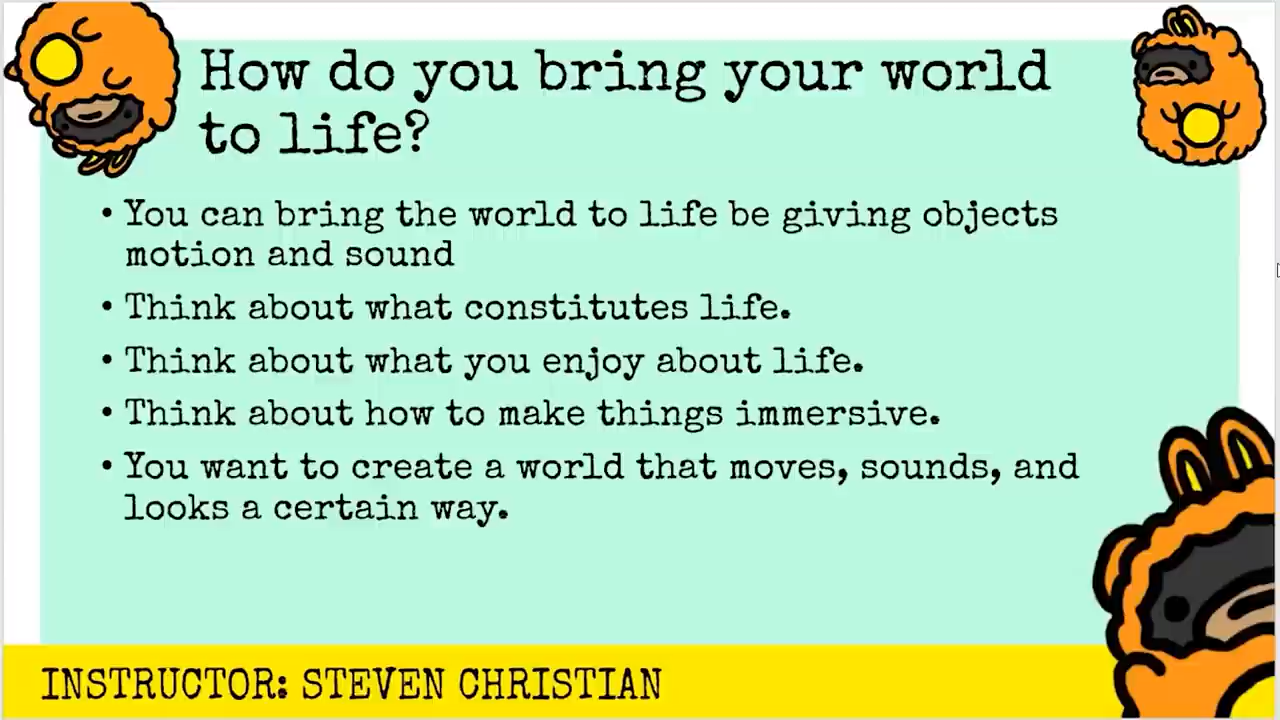 How do you bring your world
to life?
• You can bring the world to life be giving objects
motion and sound
• Think about what constitutes life.
• Think about what you enjoy about life.
• Think about how to make things immersive.
• You want to create a world that moves, sounds, and
looks a certain way.
INSTRUCTOR: STEVEN CHRISTIAN